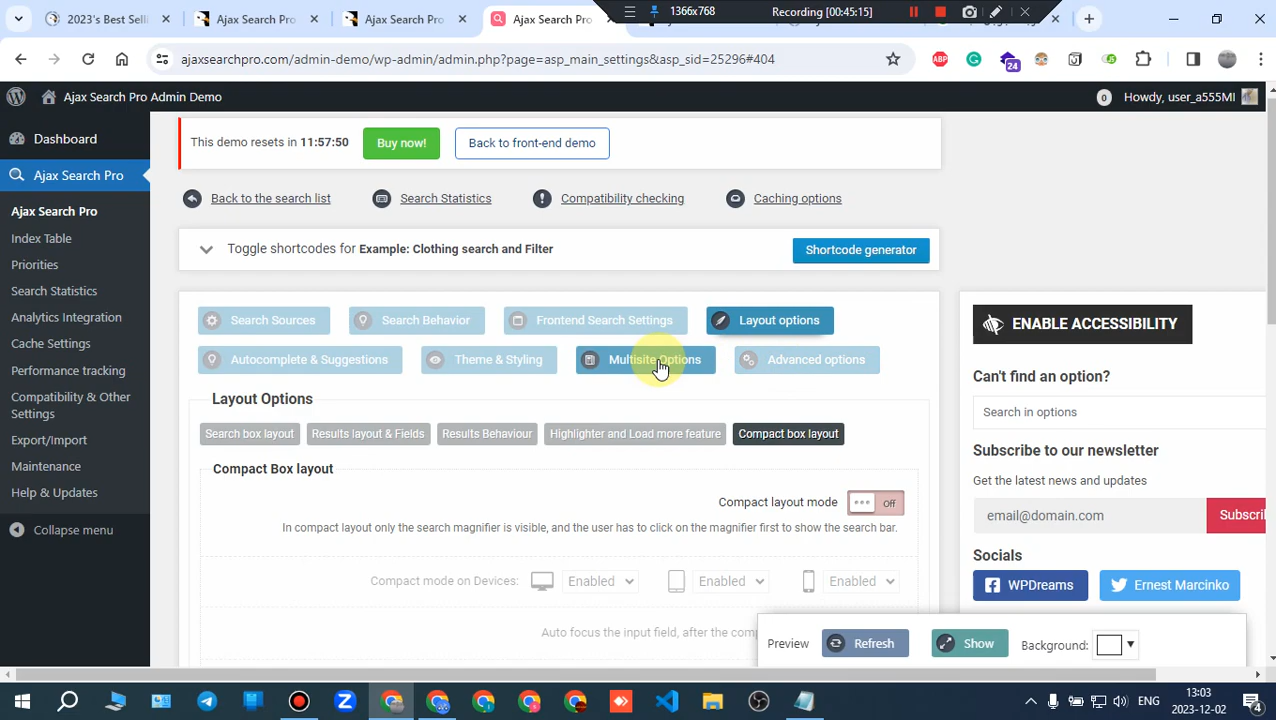 2023's Best Sell
Ajax Search Pro
Ajax Search Pro
Ajax Search Pro
1366x768
Recording [00:45:15]
ajaxsearchpro.com/admin-demo/wp-admin/admin.php?page=asp_main_settings&asp_sid=25296#404
ABP
24
Ajax Search Pro Admin Demo
0
Howdy, user_a555MI
Dashboard
Ajax Search Pro
Ajax Search Pro
Index Table
Priorities
Search Statistics
Analytics Integration
Cache Settings
Performance tracking
Compatibility & Other
Settings
Export/Import
Maintenance
Help & Updates
Collapse menu
This demo resets in 11:57:50
Buy now!
Back to front-end demo
Back to the search list
Search Statistics
Compatibility checking
Caching options
Toggle shortcodes for Example: Clothing search and Filter
Shortcode generator
Search Sources
Search Behavior
Frontend Search Settings
Layout options
Autocomplete & Suggestions
Theme & Styling
Multisite Options
Advanced options
Layout Options
Search box layout
Results layout & Fields
Results Behaviour
Highlighter and Load more feature
Compact box layout
Compact Box layout
Compact layout mode
Off
In compact layout only the search magnifier is visible, and the user has to click on the magnifier first to show the search bar.
Compact mode on Devices:
Enabled
Enabled
Enabled
Auto focus the input field, after the comp
Preview
Refresh
Show
Background:
ENABLE ACCESSIBILITY
Can't find an option?
Search in options
Subscribe to our newsletter
Get the latest news and updates
email@domain.com
Subscri
Socials
WPDreams
Ernest Marcinko
ENG
13:03
2023-12-02
4